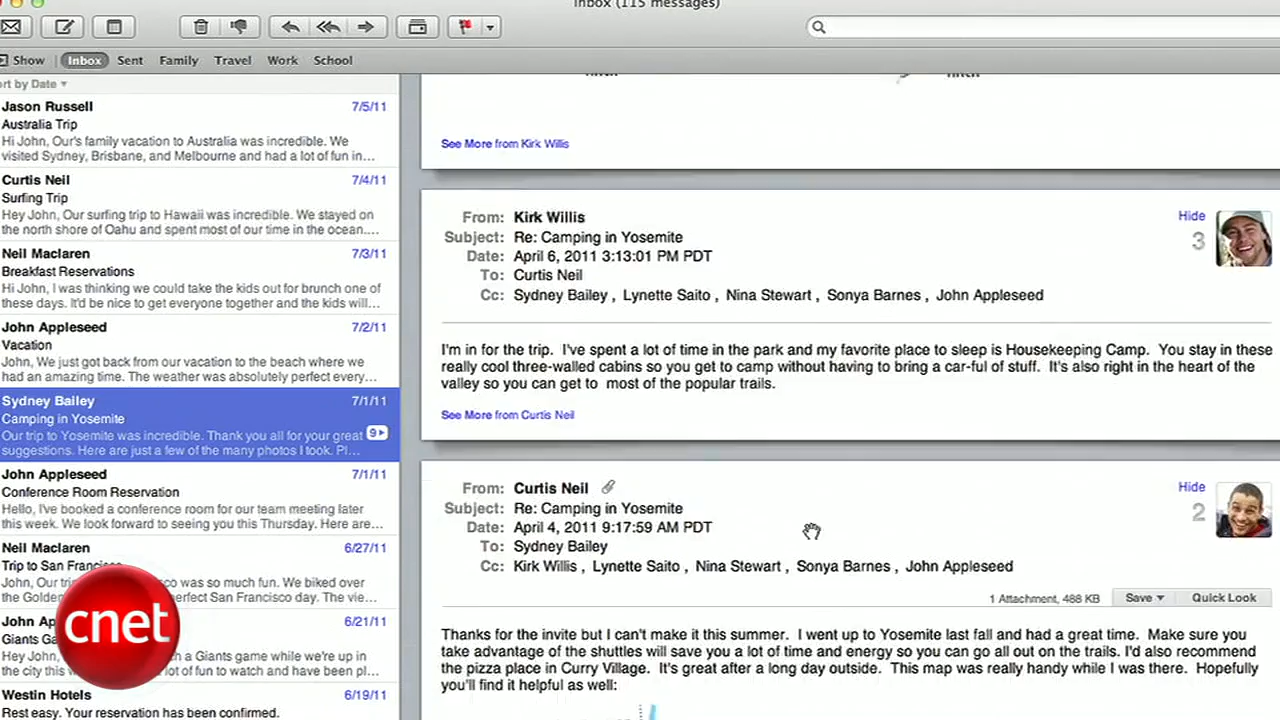 Inbox (115 messages)
Show Inbox Sent Family Travel Work School
ort by Date
Jason Russell 7/5/11
Australia Trip
Hi John, Our's family vacation to Australia was incredible. We
visited Sydney, Brisbane, and Melbourne and had a lot of fun in...
Curtis Neil 7/4/11
Surfing Trip
Hey John, Our surfing trip to Hawaii was incredible. We stayed on
the north shore of Oahu and spent most of our time in the ocean.
Neil Maclaren 7/3/11
Breakfast Reservations
Hi John, I was thinking we could take the kids out for brunch one of
these days. It'd be nice to get everyone together and the kids will...
John Appleseed 7/2/11
Vacation
John, We just got back from our vacation to the beach where we
had an amazing time. The weather was absolutely perfect every...
Sydney Bailey 7/1/11
Camping in Yosemite
Our trip to Yosemite was incredible. Thank you all for your great 9
suggestions. Here are just a few of the many photos I took. Pl...
John Appleseed 7/1/11
Conference Room Reservation
Hello, I've booked a conference room for our team meeting later
this week. We look forward to seeing you this Thursday. Here are...
Neil Maclaren 6/27/11
Trip to San Francisc
John, Our tri co was so much fun. We biked over
the Golden perfect San Francisco day. The vie...
John Ap 6/21/11
Giants Ga
Hey John h a Giants game while we're up in
the city this lot of fun to watch and have been pl...
Westin Hotels 6/19/11
Rest easy. Your reservation has been confirmed.
cnet
See More from Kirk Willis
From: Kirk Willis Hide
Subject: Re: Camping in Yosemite 3
Date: April 6, 2011 3:13:01 PM PDT
To: Curtis Neil
Cc: Sydney Bailey , Lynette Saito , Nina Stewart , Sonya Barnes , John Appleseed
I'm in for the trip. I've spent a lot of time in the park and my favorite place to sleep is Housekeeping Camp. You stay in these
really cool three-walled cabins so you get to camp without having to bring a car-ful of stuff. It's also right in the heart of the
valley so you can get to most of the popular trails.
See More from Curtis Neil
From: Curtis Neil Hide
Subject: Re: Camping in Yosemite 2
Date: April 4, 2011 9:17:59 AM PDT
To: Sydney Bailey
Cc: Kirk Willis , Lynette Saito , Nina Stewart , Sonya Barnes , John Appleseed
1 Attachment, 488 KB Save Quick Look
Thanks for the invite but I can't make it this summer. I went up to Yosemite last fall and had a great time. Make sure you
take advantage of the shuttles will save you a lot of time and energy so you can go all out on the trails. I'd also recommend
the pizza place in Curry Village. It's great after a long day outside. This map was really handy while I was there. Hopefully
you'll find it helpful as well: